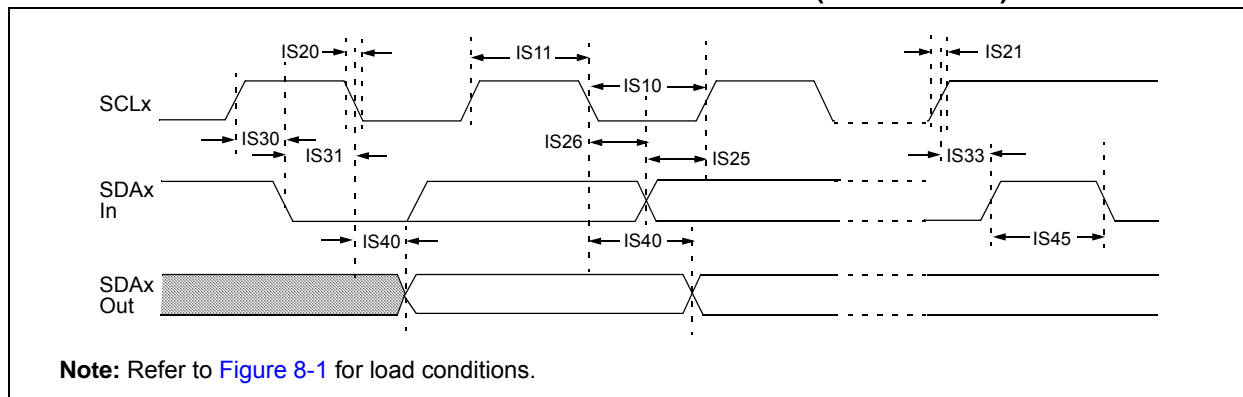 IS20
IS11
IS21
IS10
SCLx
IS30
IS26
IS31
IS25
IS33
SDAx
In
IS40
IS40
IS45
SDAx
Out
Note: Refer to Figure 8-1 for load conditions.